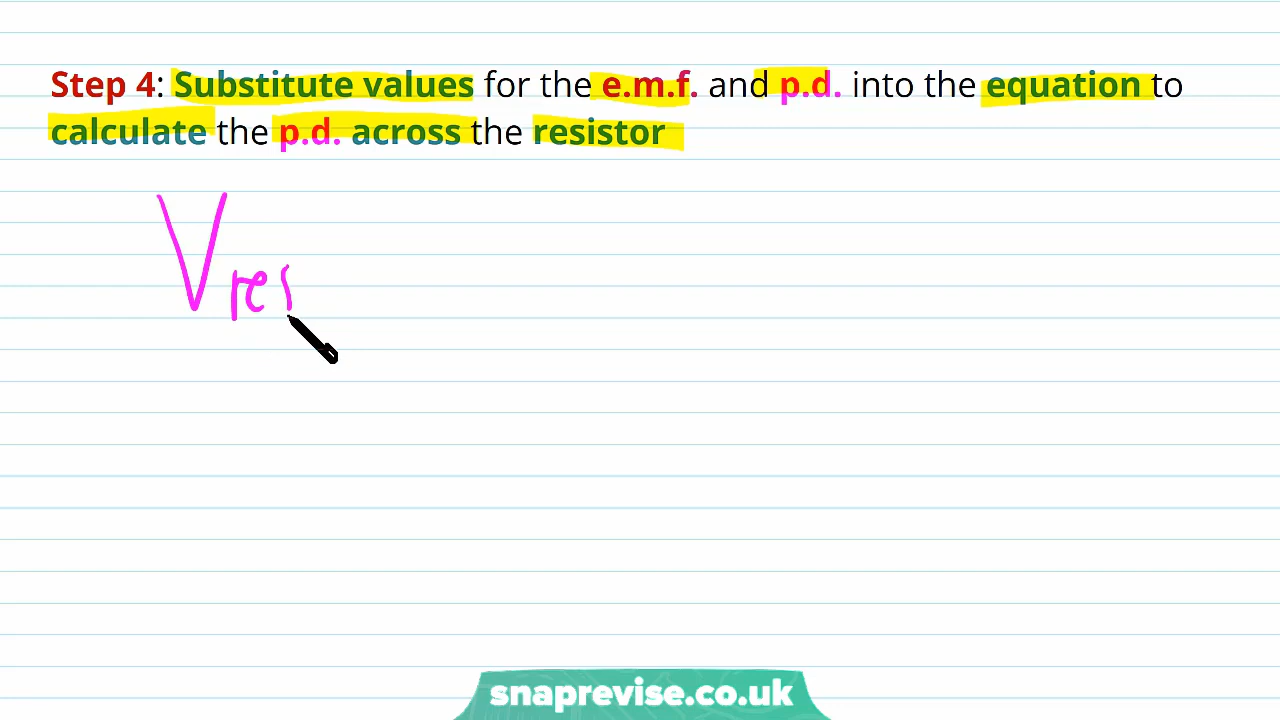 Step 4: Substitute values for the e.m.f. and p.d. into the equation to
calculate the p.d. across the resistor
Vres
snaprevise.co.uk